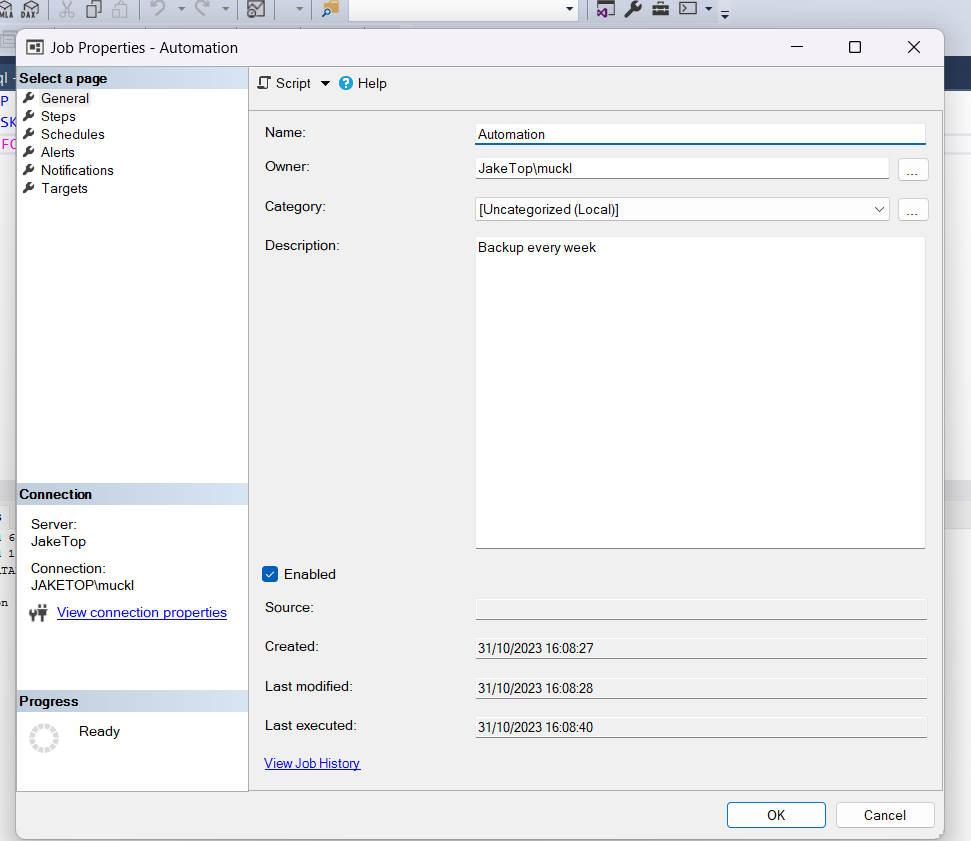 MLA DAX
Job Properties - Automation
Select a page
General
Steps
Schedules
Alerts
Notifications
Targets
Script Help
Name: Automation
Owner: JakeTop\muckl ...
Category: [Uncategorized (Local)] ...
Description: Backup every week
Connection
Server:
JakeTop
Connection:
JAKETOP\muckl
View connection properties
Progress
Ready
Enabled
Source:
Created: 31/10/2023 16:08:27
Last modified: 31/10/2023 16:08:28
Last executed: 31/10/2023 16:08:40
View Job History
OK Cancel